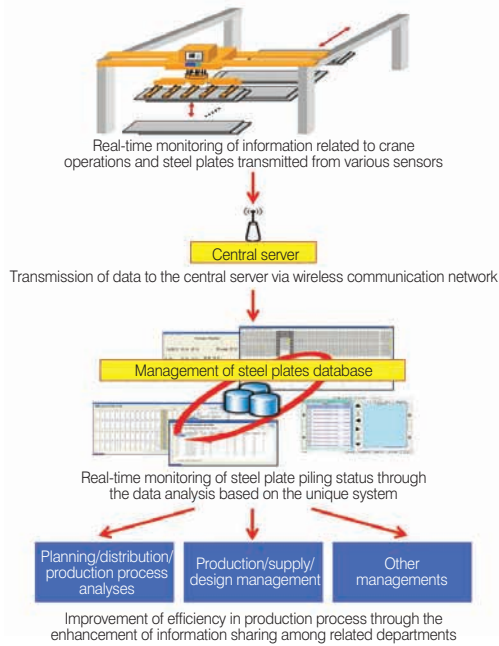 Real-time monitoring of information related to crane
operations and steel plates transmitted from various sensors
Central server
Transmission of data to the central server via wireless communication network
Management of steel plates database
Real-time monitoring of steel plate piling status through
the data analysis based on the unique system
Planning/distribution/
production process
analyses
Production/supply/
design management
Other
managements
Improvement of efficiency in production process through the
enhancement of information sharing among related departments